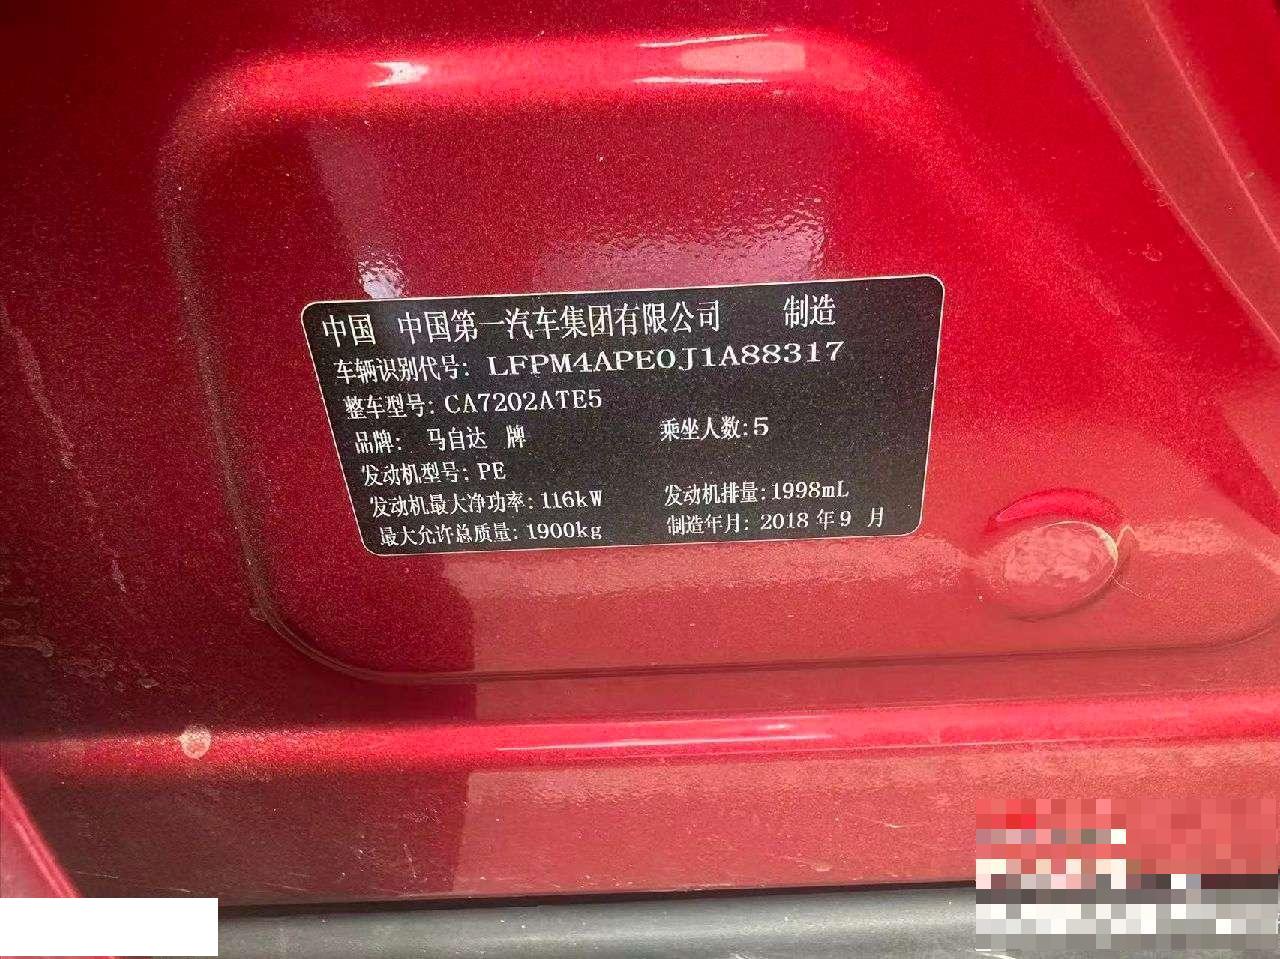 中国 中国第一汽车集团有限公司 制造
车辆识别代号: LFPM4APE0J1A88317
整车型号: CA7202ATE5
品牌: 马自达 牌 乘坐人数:5
发动机型号: PE
发动机最大净功率: 116kW 发动机排量:1998mL
最大允许总质量: 1900kg 制造年月: 2018 年9 月